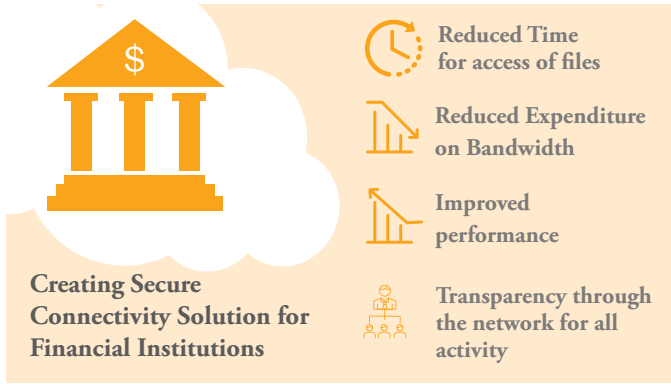 $
Creating Secure
Connectivity Solution for
Financial Institutions
Reduced Time
for access of files
Reduced Expenditure
on Bandwidth
Improved
performance
Transparency through
the network for all
activity